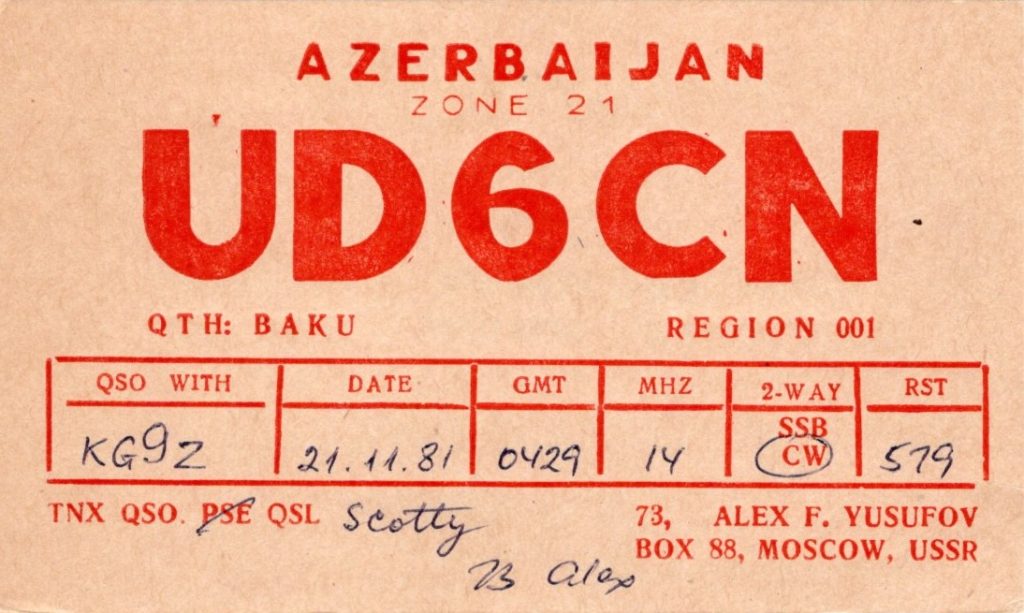 AZERBAIJAN
ZONE 21
UD6CN
QTH: BAKU REGION 001
QSO WITH DATE GMT MHZ 2-WAY RST
SSB
KG9Z 21.11.81 0429 14 CW 579
TNX QSO. PSE QSL Scotty 73, ALEX F. YUSUFOV
BOX 88, MOSCOW, USSR
73 Alex